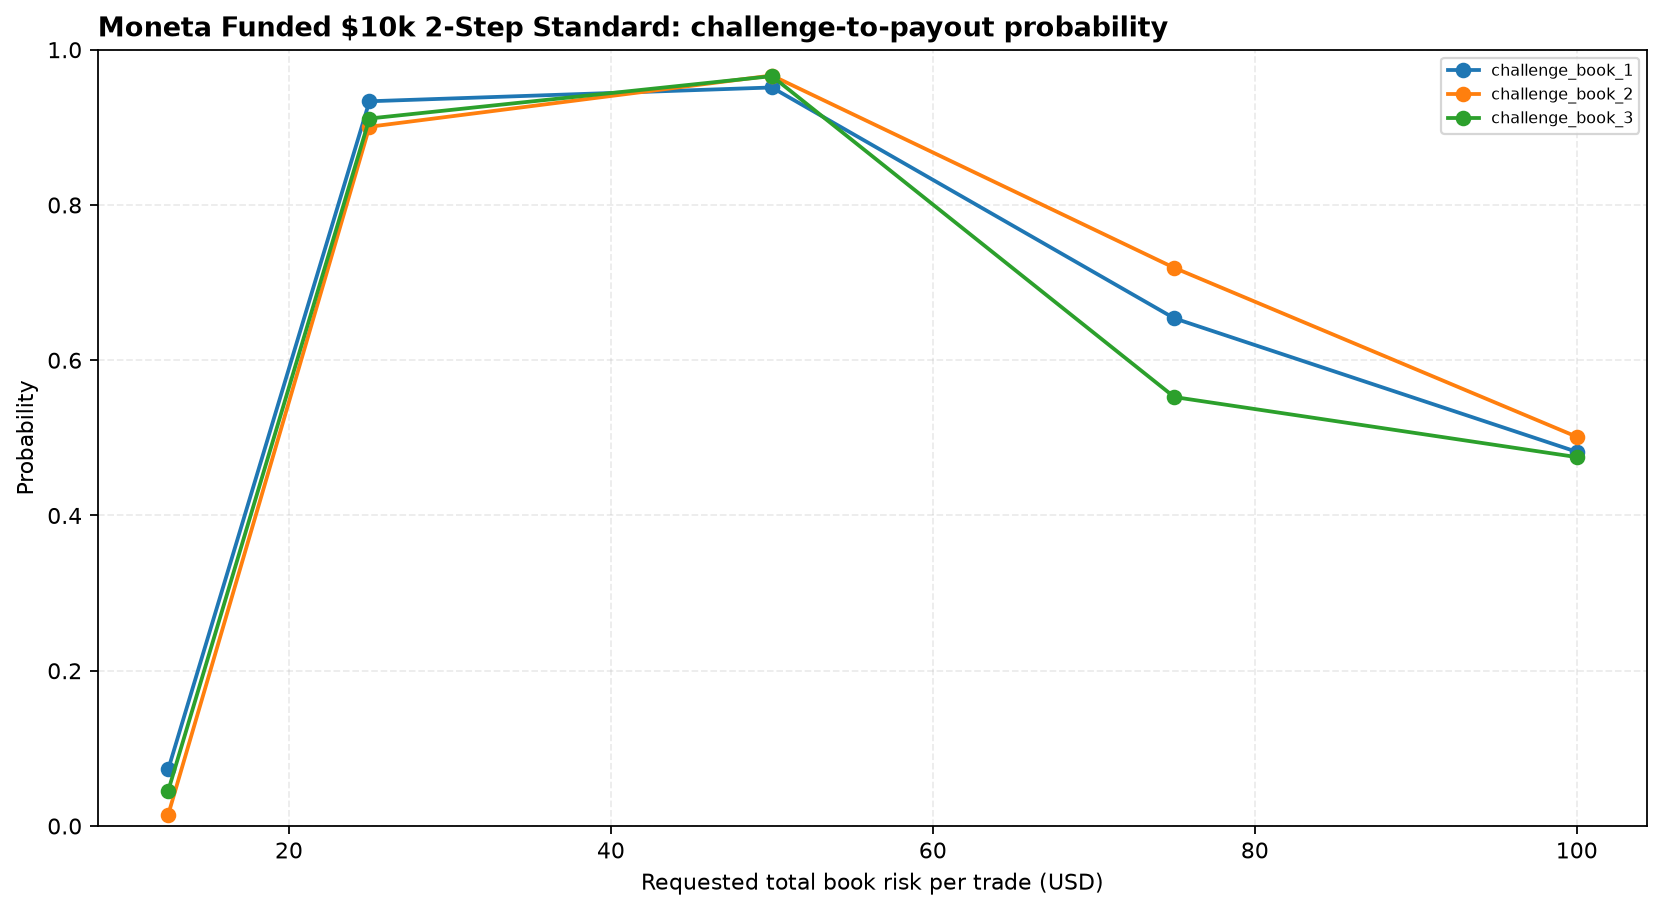 Moneta Funded $10k 2-Step Standard: challenge-to-payout probability
challenge_book_1
challenge_book_2
challenge_book_3
Probability
1.0
0.8
0.6
0.4
0.2
0.0
20 40 60 80 100
Requested total book risk per trade (USD)